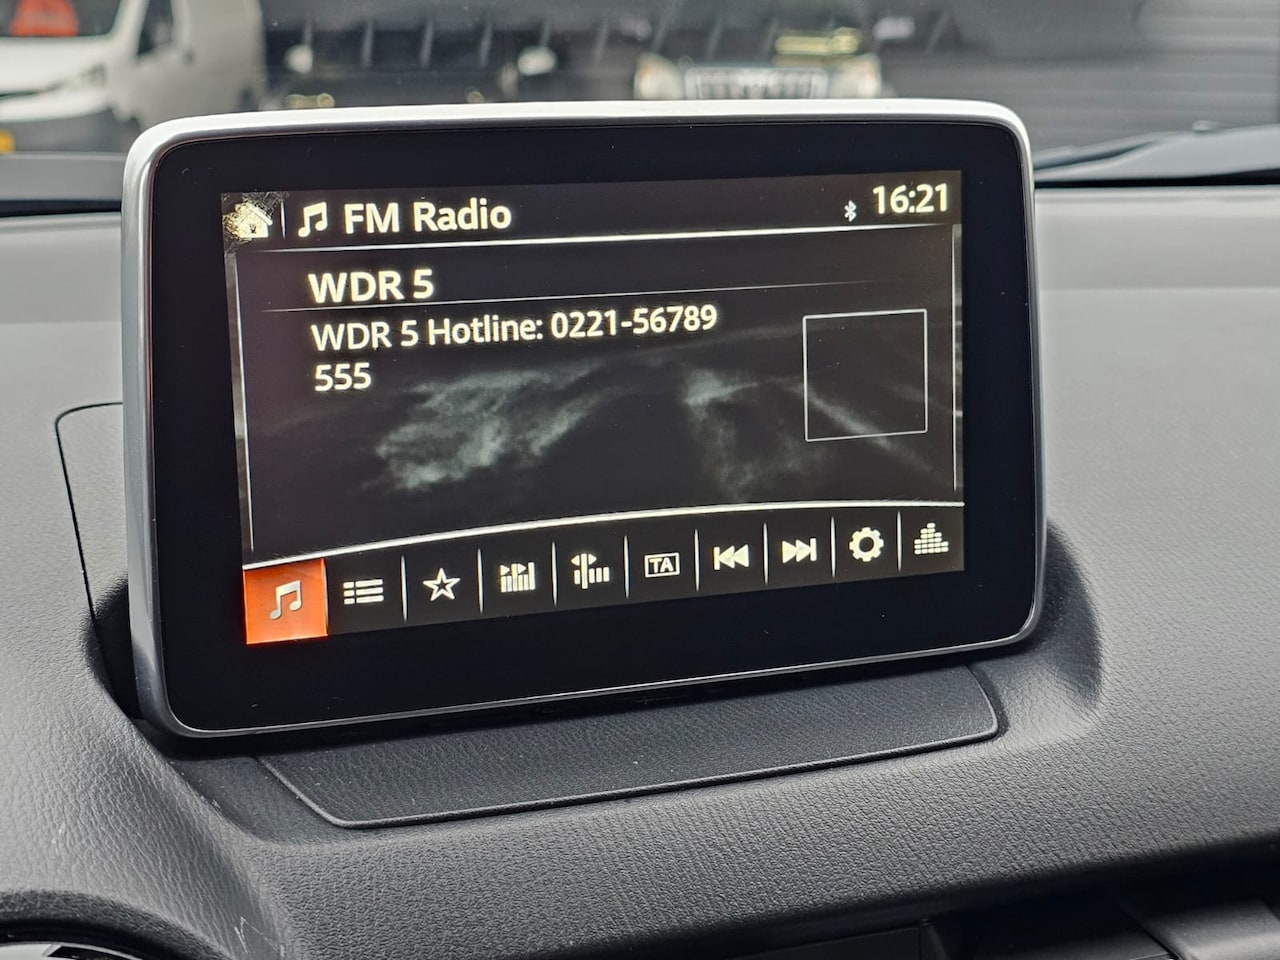 FM Radio
16:21
WDR 5
WDR 5 Hotline: 0221-56789
555
TA